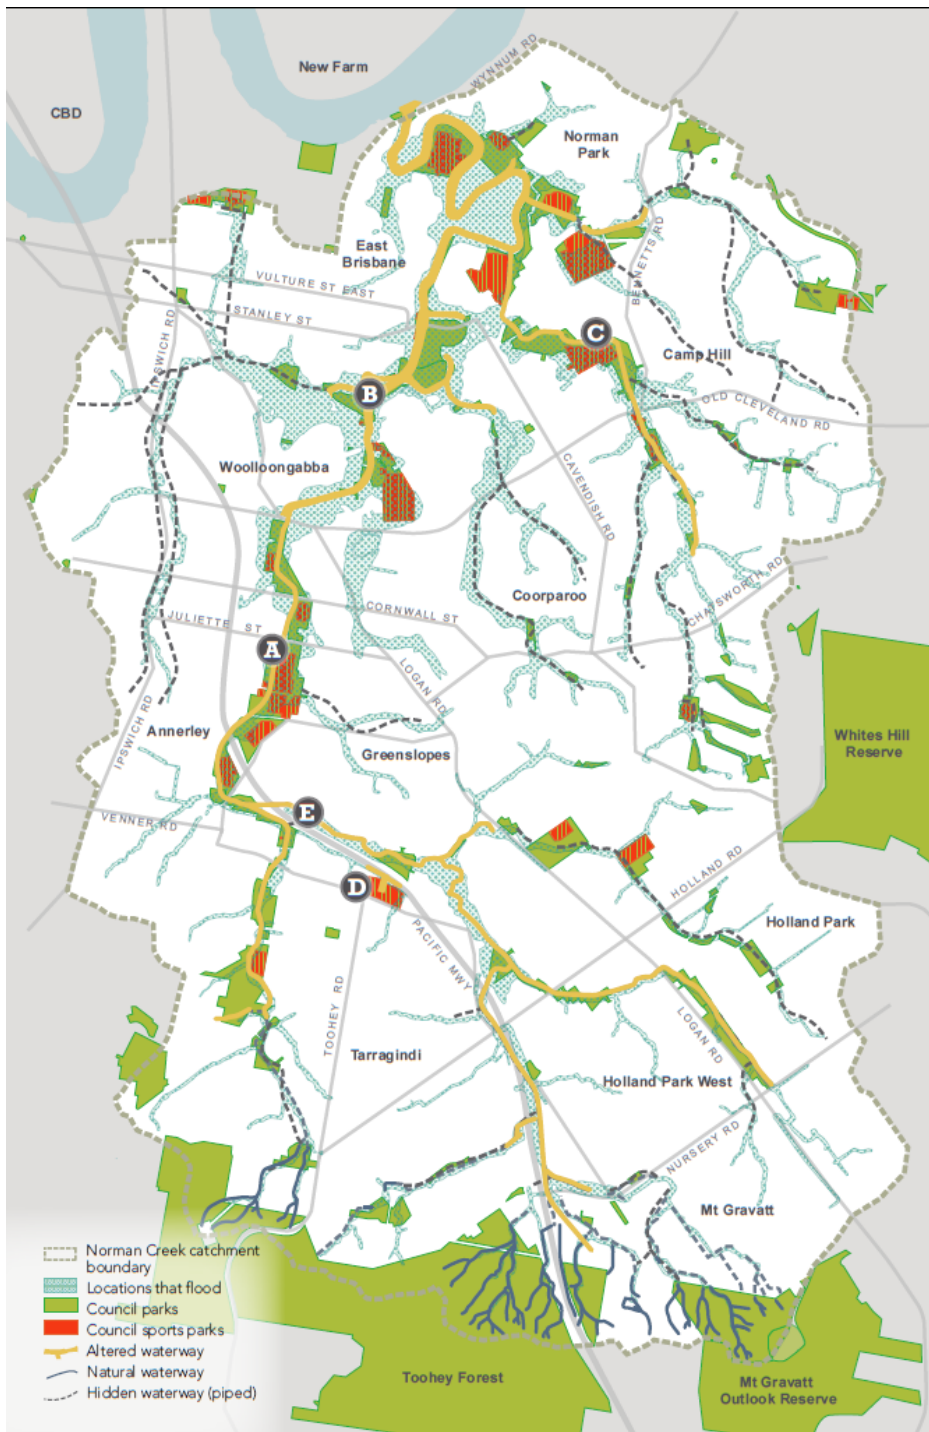 New Farm
CBD
WYNNUM RD
Norman
Park
East
Brisbane
BENNETTS RD
VULTURE ST EAST
STANLEY ST
IPSWICH RD
C
Camp Hill
B
OLD CLEVELAND RD
Woolloongabba
CAVENDISH RD
Coorparoo
CHATSWORTH RD
CORNWALL ST
JULIETTE ST
A
LOGAN RD
IPSWICH RD
Annerley
Greenslopes
Whites Hill
Reserve
VENNER RD
E
HOLLAND RD
D
Holland Park
PACIFIC MWY
TOOHEY RD
LOGAN RD
Tarragindi
Holland Park West
NURSERY RD
Mt Gravatt
Norman Creek catchment
boundary
Locations that flood
Council parks
Council sports parks
Altered waterway
Natural waterway
Hidden waterway (piped)
Toohey Forest
Mt Gravatt
Outlook Reserve